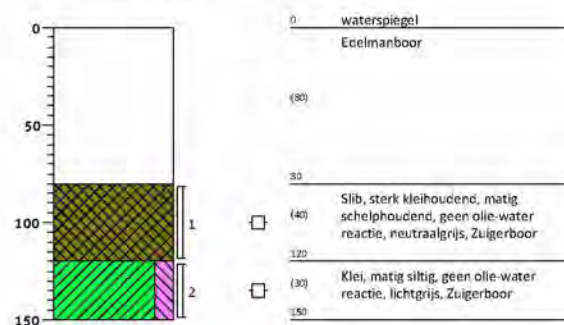 0
50
100
150
1
2
0 waterspiegel
Edelmanboor
(80)
80
Slib, sterk kleihoudend, matig
(40) schelphoudend, geen olie-water
reactie, neutraalgrijs, Zuigerboor
120
Klei, matig siltig, geen olie-water
(30) reactie, lichtgrijs, Zuigerboor
150